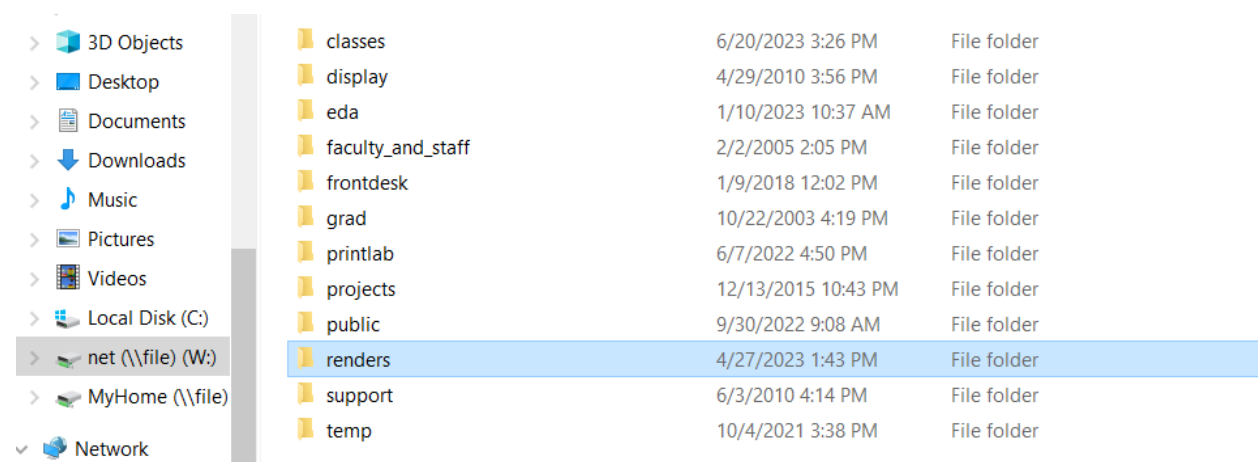 3D Objects
Desktop
Documents
Downloads
Music
Pictures
Videos
Local Disk (C:)
net (\\file) (W:)
MyHome (\\file)
Network
classes 6/20/2023 3:26 PM File folder
display 4/29/2010 3:56 PM File folder
eda 1/10/2023 10:37 AM File folder
faculty_and_staff 2/2/2005 2:05 PM File folder
frontdesk 1/9/2018 12:02 PM File folder
grad 10/22/2003 4:19 PM File folder
printlab 6/7/2022 4:50 PM File folder
projects 12/13/2015 10:43 PM File folder
public 9/30/2022 9:08 AM File folder
renders 4/27/2023 1:43 PM File folder
support 6/3/2010 4:14 PM File folder
temp 10/4/2021 3:38 PM File folder